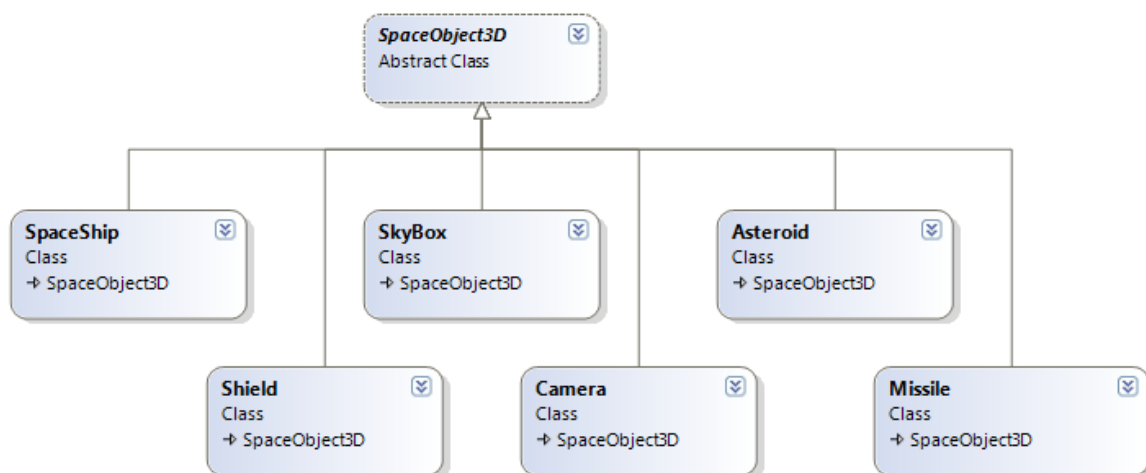 SpaceObject3D
Abstract Class
SpaceShip
Class
SpaceObject3D
SkyBox
Class
SpaceObject3D
Asteroid
Class
SpaceObject3D
Shield
Class
SpaceObject3D
Camera
Class
SpaceObject3D
Missile
Class
SpaceObject3D